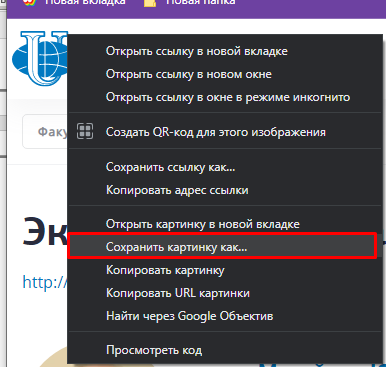 Новая вкладка
Новая папка
U
Открыть ссылку в новой вкладке
Открыть ссылку в новом окне
Открыть ссылку в окне в режиме инкогнито
Факу
Создать QR-код для этого изображения
Сохранить ссылку как...
Копировать адрес ссылки
Открыть картинку в новой вкладке
Эк
Сохранить картинку как...
Копировать картинку
http://
Копировать URL картинки
Найти через Google Объектив
Просмотреть код